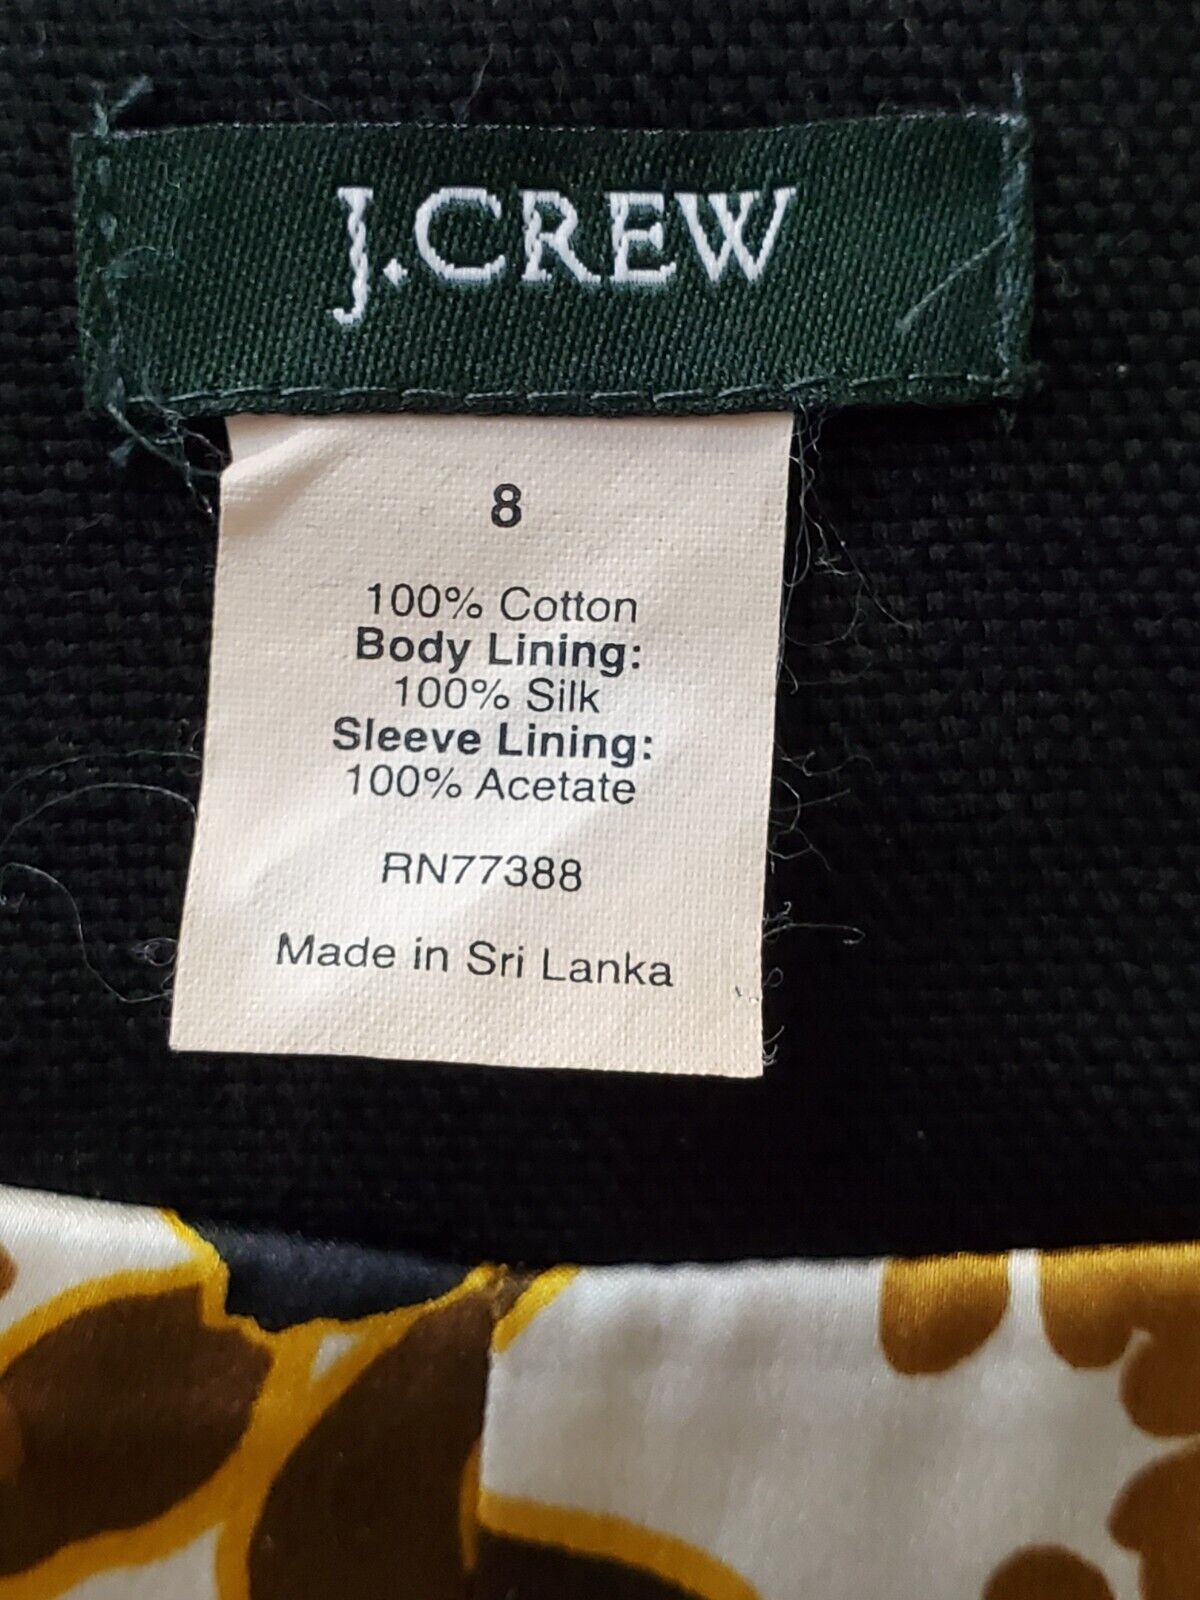 J.CREW
8
100% Cotton
Body Lining:
100% Silk
Sleeve Lining:
100% Acetate
RN77388
Made in Sri Lanka